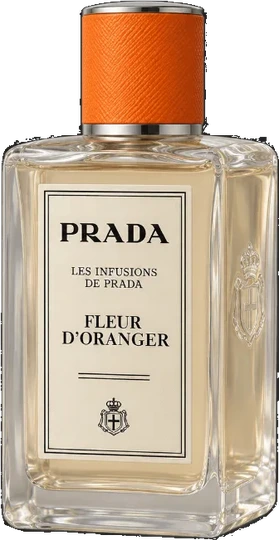 PRADA
LES INFUSIONS
DE PRADA
FLEUR
D'ORANGER